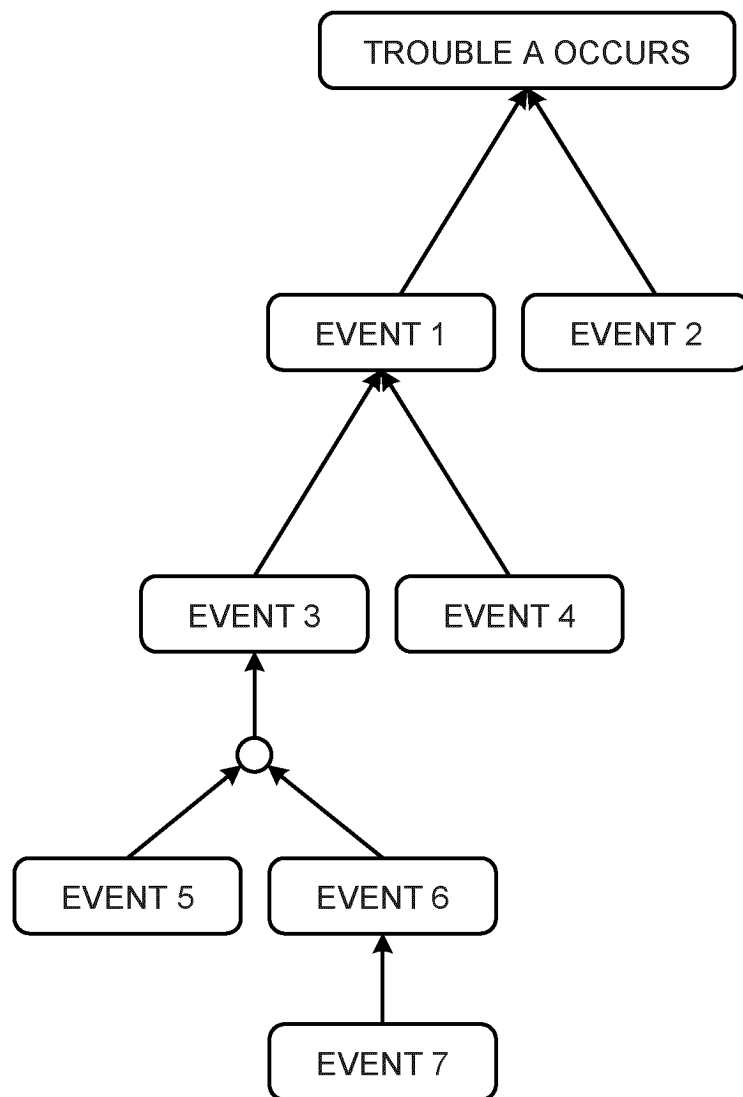 TROUBLE A OCCURS
EVENT 1
EVENT 2
EVENT 3
EVENT 4
EVENT 5
EVENT 6
EVENT 7